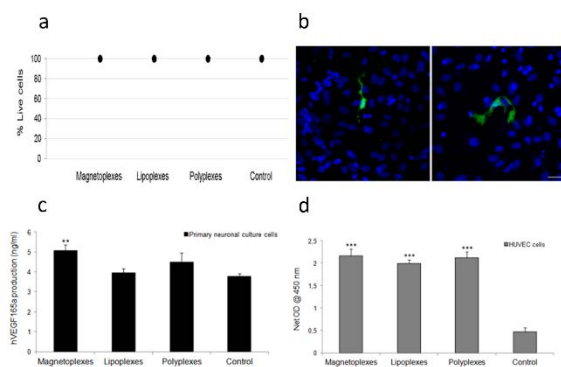 a
% Live cells
100
80
60
40
20
0
Magnetoplexes Lipoplexes Polyplexes Control
b
c
hVEGF165a production (ng/ml)
6
5
4
3
2
1
0
**
Primary neuronal culture cells
Magnetoplexes Lipoplexes Polyplexes Control
d
Net OD @ 450 nm
2,5
2
1,5
1
0,5
0
*** *** ***
HUVEC cells
Magnetoplexes Lipoplexes Polyplexes Control